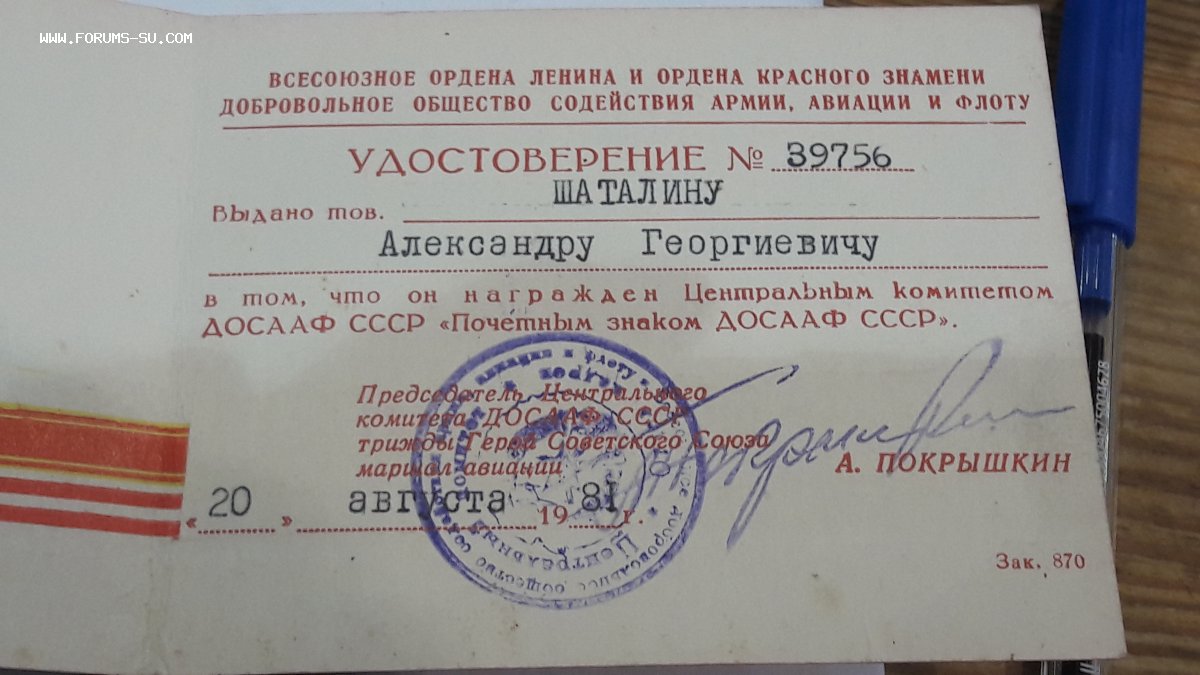 WWW.FORUMS-SU.COM
ВСЕСОЮЗНОЕ ОРДЕНА ЛЕНИНА И ОРДЕНА КРАСНОГО ЗНАМЕНИ
ДОБРОВОЛЬНОЕ ОБЩЕСТВО СОДЕЙСТВИЯ АРМИИ, АВИАЦИИ И ФЛОТУ
УДОСТОВЕРЕНИЕ № 39756
Выдано тов. ШАТАЛИНУ
Александру Георгиевичу
в том, что он награжден Центральным комитетом
ДОСААФ СССР «Почетным знаком ДОСААФ СССР».
Председатель Центрального
комитета ДОСААФ СССР
трижды Герой Советского Союза
маршал авиации А. ПОКРЫШКИН
«20» августа 1981 г.
Зак. 870